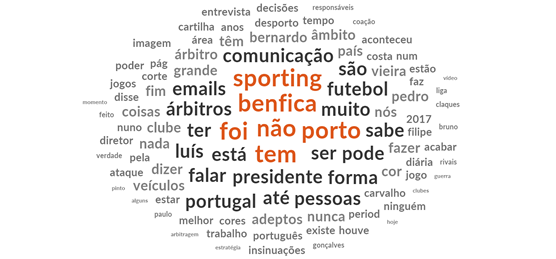 entrevista decisões responsáveis
cartilha anos desporto tempo coação
imagem área têm bernardo âmbito aconteceu
árbitro comunicação país costa num
poder pág grande sporting são vieira estão vídeo
jogos corte emails futebol faz liga
momento disse fim benfica pedro claques
feito coisas árbitros muito nós 2017
nuno clube ter foi não porto sabe filipe bruno
diretor nada fazer acabar
verdade pela luís está tem ser pode diária rivais
ataque dizer falar presidente forma cor jogo guerra
pinto veículos clubes
alguns estar portugal até pessoas carvalho ninguém
paulo melhor cores adeptos nunca period hoje
arbitragem trabalho português existe houve
estratégia insinuações gonçalves